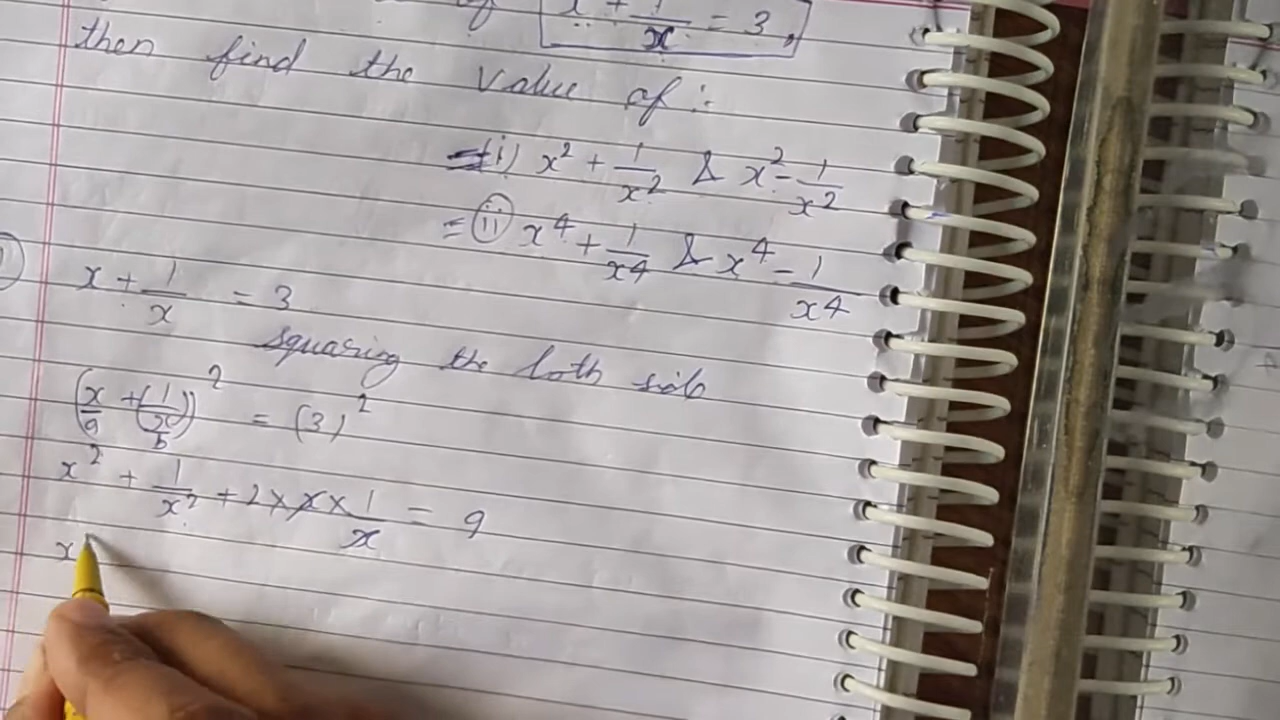 of x + 1/x = 3,
then find the value of :
(i) x² + 1/x² & x² - 1/x²
= (ii) x⁴ + 1/x⁴ & x⁴ - 1/x⁴
x + 1/x = 3
squaring the both side
(x/a + (1/x)/b)² = (3)²
x² + 1/x² + 2 × x × 1/x = 9
x